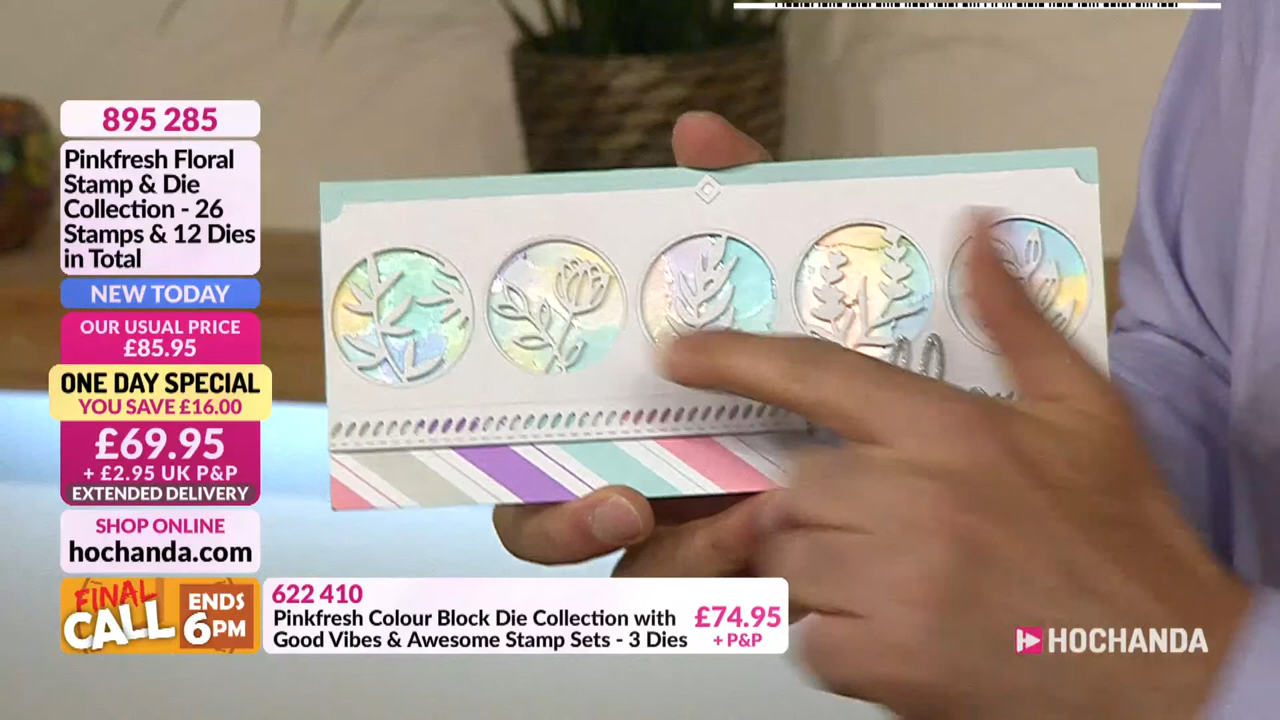 895 285
Pinkfresh Floral
Stamp & Die
Collection - 26
Stamps & 12 Dies
in Total
NEW TODAY
OUR USUAL PRICE
£85.95
ONE DAY SPECIAL
YOU SAVE £16.00
£69.95
+ £2.95 UK P&P
EXTENDED DELIVERY
SHOP ONLINE
hochanda.com
FINAL
CALL
ENDS
6PM
622 410
Pinkfresh Colour Block Die Collection with
Good Vibes & Awesome Stamp Sets - 3 Dies
£74.95
+ P&P
HOCHANDA